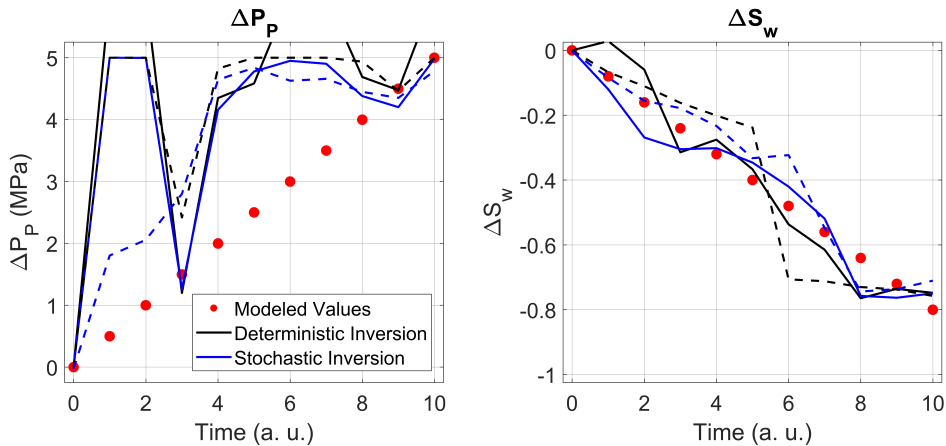 ΔP_P
ΔP_P (MPa)
5
4
3
2
1
0
Modeled Values
Deterministic Inversion
Stochastic Inversion
0 2 4 6 8 10
Time (a. u.)
ΔS_w
ΔS_w
0
-0.2
-0.4
-0.6
-0.8
-1
0 2 4 6 8 10
Time (a. u.)